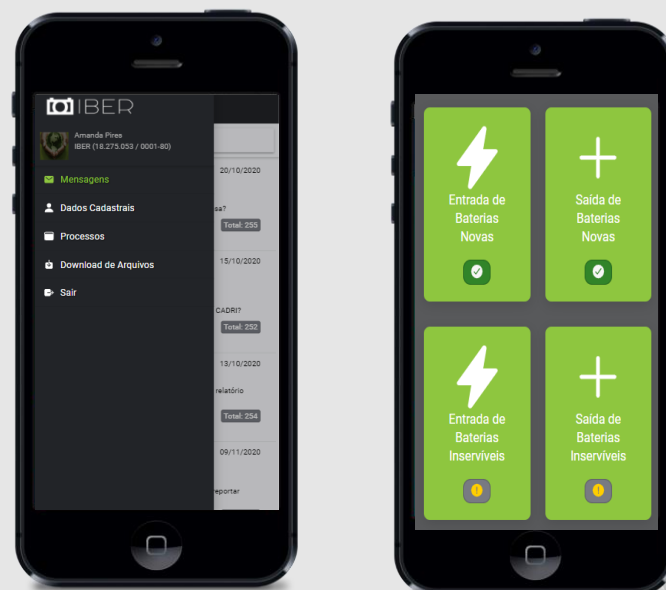 IBER
Amanda Pires
IBER (18.275.053 / 0001-80)
Mensagens
Dados Cadastrais
Processos
Download de Arquivos
Sair
20/10/2020
sa?
Total: 255
15/10/2020
CADRI?
Total: 252
13/10/2020
relatório
Total: 254
09/11/2020
reportar
Entrada de
Baterias
Novas
Saída de
Baterias
Novas
Entrada de
Baterias
Inservíveis
Saída de
Baterias
Inservíveis